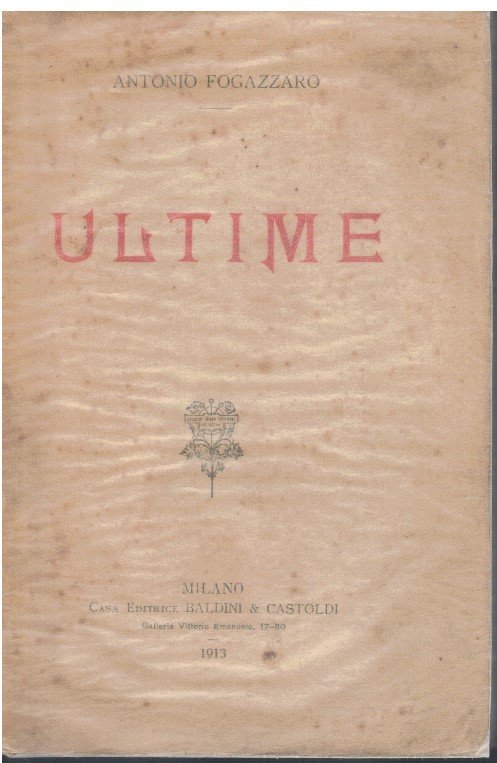 ANTONIO FOGAZZARO
ULTIME
MILANO
CASA EDITRICE BALDINI & CASTOLDI
Galleria Vittorio Emanuele, 17-80
1913